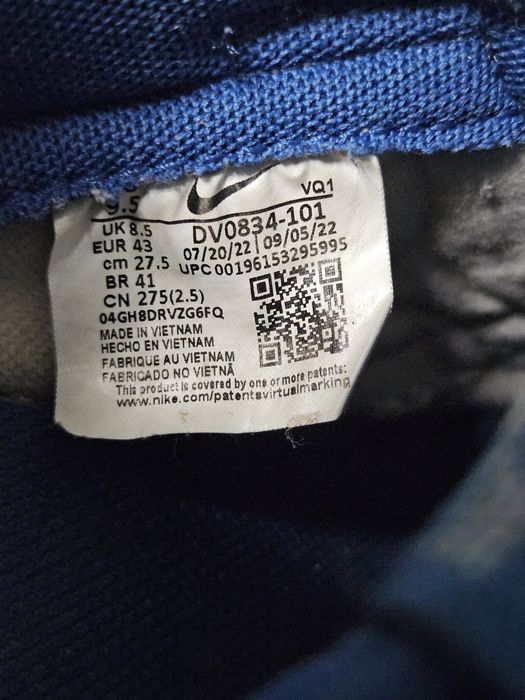 VQ1
9.5
UK 8.5
EUR 43
cm 27.5
BR 41
CN 275(2.5)
04GH8DRVZG6FQ
DV0834-101
07/20/22 | 09/05/22
UPC 00196153295995
MADE IN VIETNAM
HECHO EN VIETNAM
FABRIQUE AU VIETNAM
FABRICADO NO VIETNÃ
This product is covered by one or more patents:
www.nike.com/patentsvirtualmarking